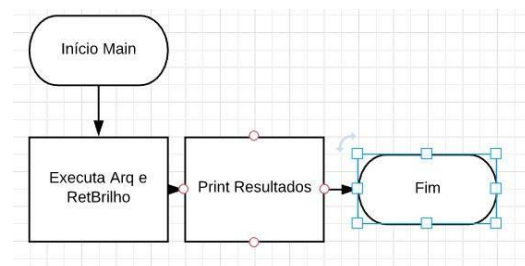 Início Main
Executa Arq e
RetBrilho
Print Resultados
Fim